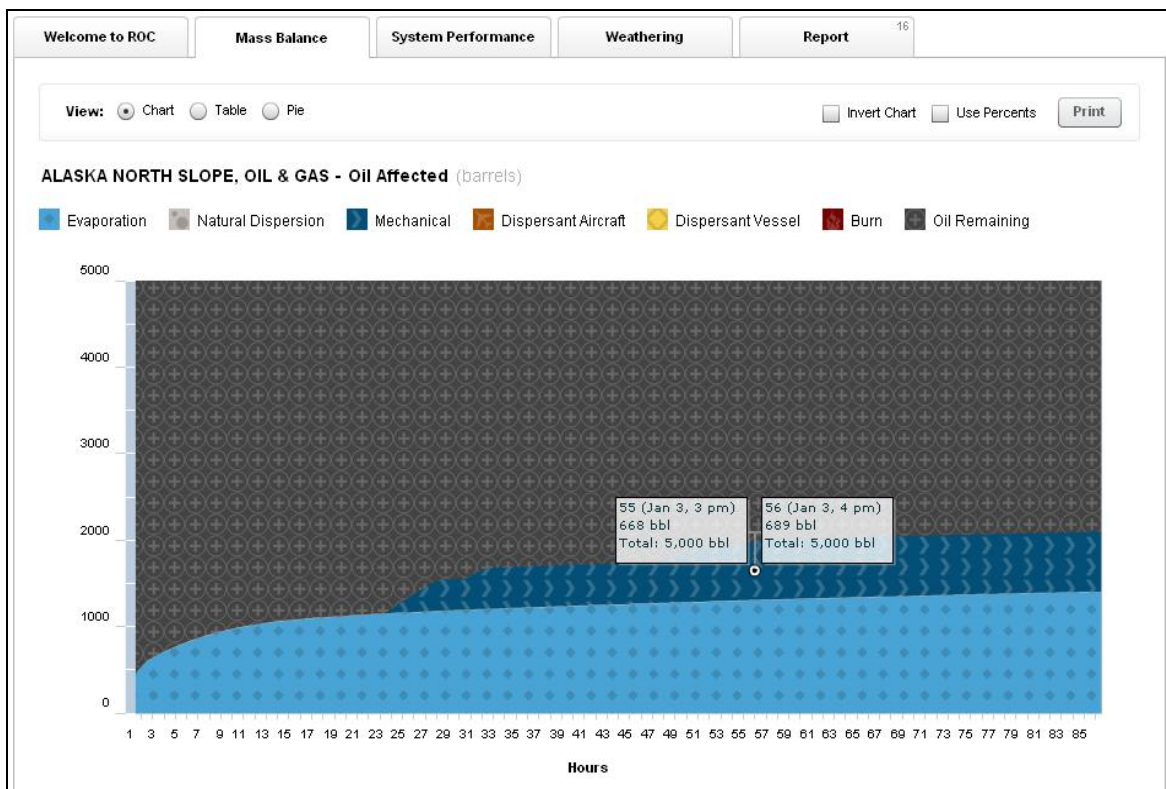 Welcome to ROC Mass Balance System Performance Weathering Report 16
View: Chart Table Pie Invert Chart Use Percents Print
ALASKA NORTH SLOPE, OIL & GAS - Oil Affected (barrels)
Evaporation Natural Dispersion Mechanical Dispersant Aircraft Dispersant Vessel Burn Oil Remaining
5000
4000
3000
2000
1000
0
55 (Jan 3, 3 pm)
668 bbl
Total: 5,000 bbl
56 (Jan 3, 4 pm)
689 bbl
Total: 5,000 bbl
1 3 5 7 9 11 13 15 17 19 21 23 25 27 29 31 33 35 37 39 41 43 45 47 49 51 53 55 57 59 61 63 65 67 69 71 73 75 77 79 81 83 85
Hours